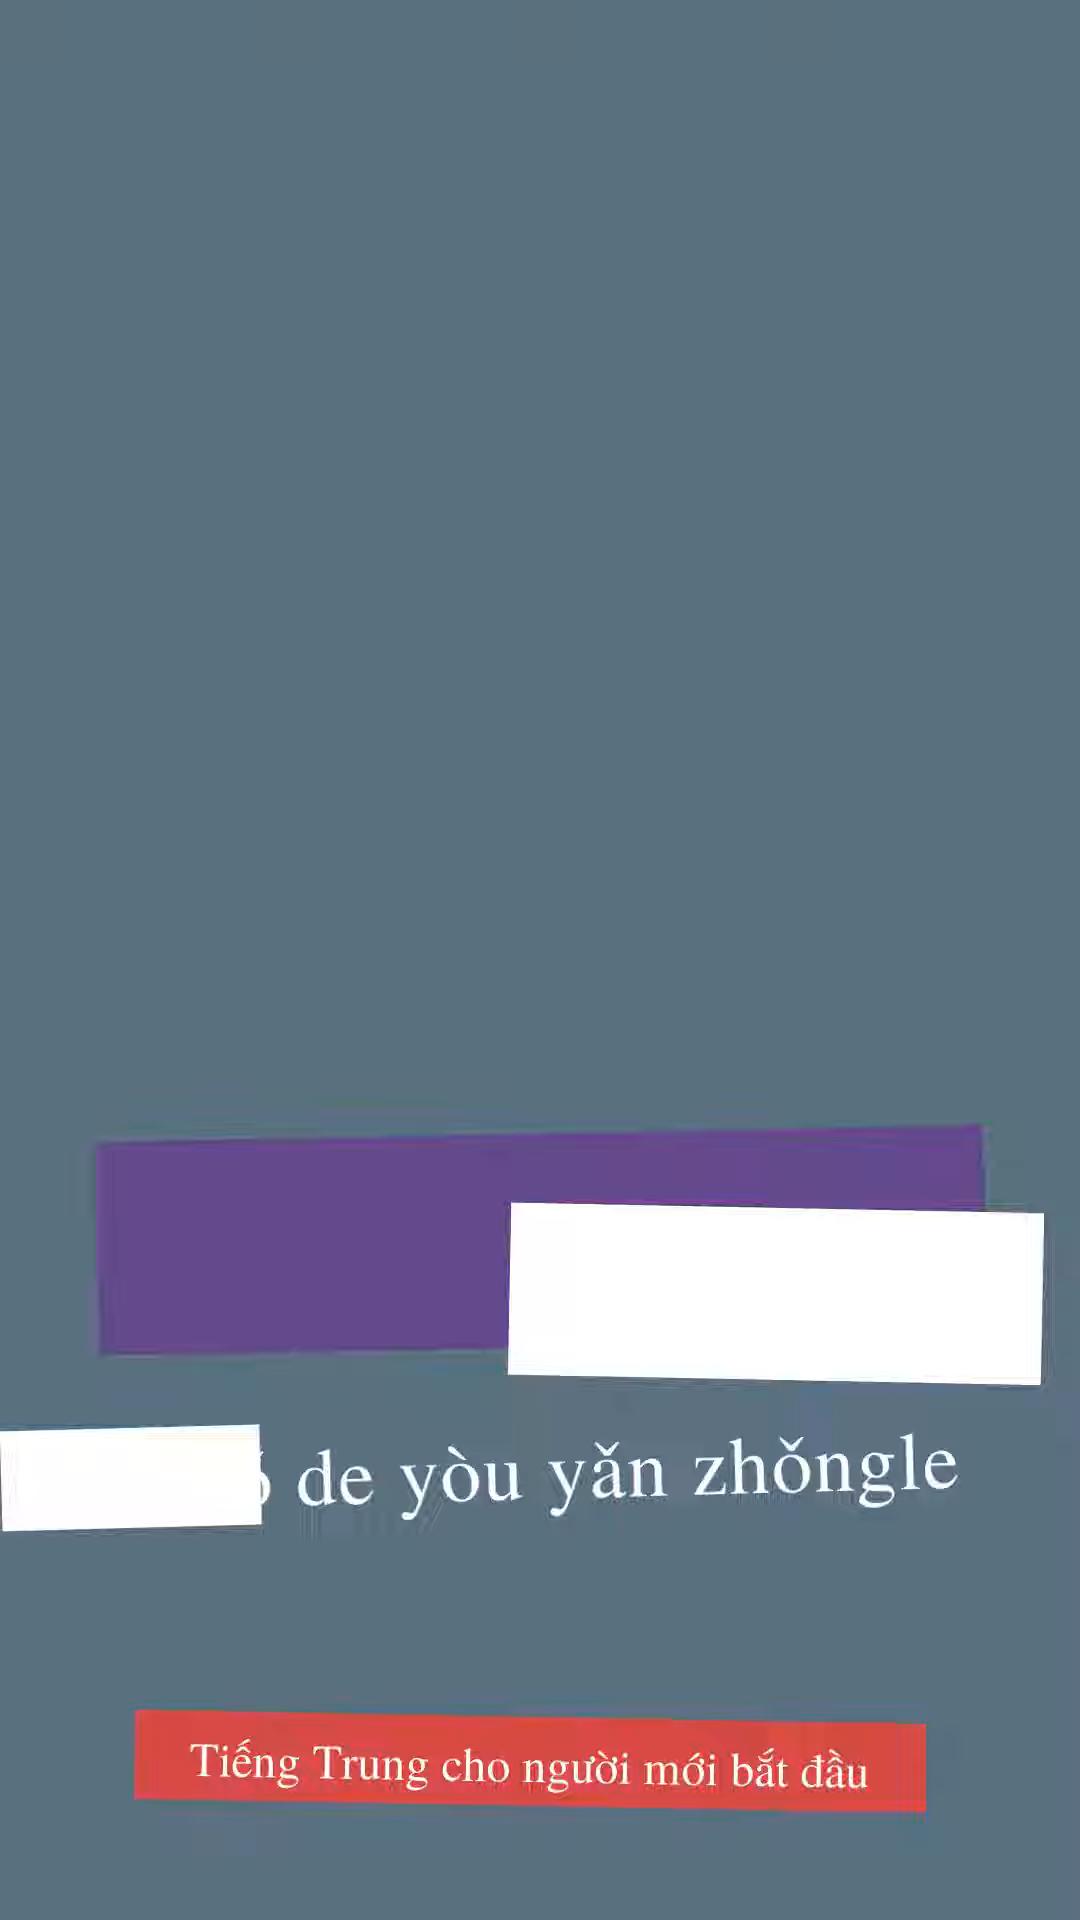 de yòu yǎn zhǒngle
Tiếng Trung cho người mới bắt đầu